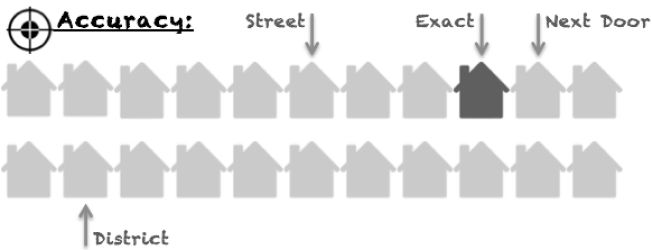 Accuracy:
Street
Exact
Next Door
District